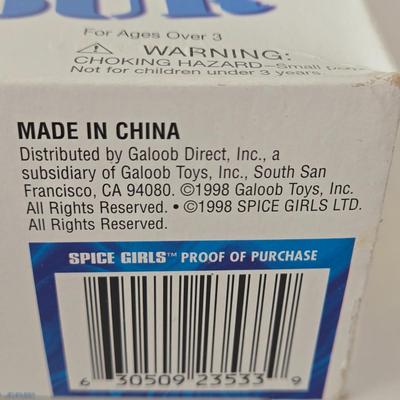 For Ages Over 3
⚠ WARNING:
CHOKING HAZARD–Small
Not for children under 3 years.
MADE IN CHINA
Distributed by Galoob Direct, Inc., a
subsidiary of Galoob Toys, Inc., South San
Francisco, CA 94080. ©1998 Galoob Toys, Inc.
All Rights Reserved. • ©1998 SPICE GIRLS LTD.
All Rights Reserved.
SPICE GIRLS™ PROOF OF PURCHASE
6 30509 23533 9